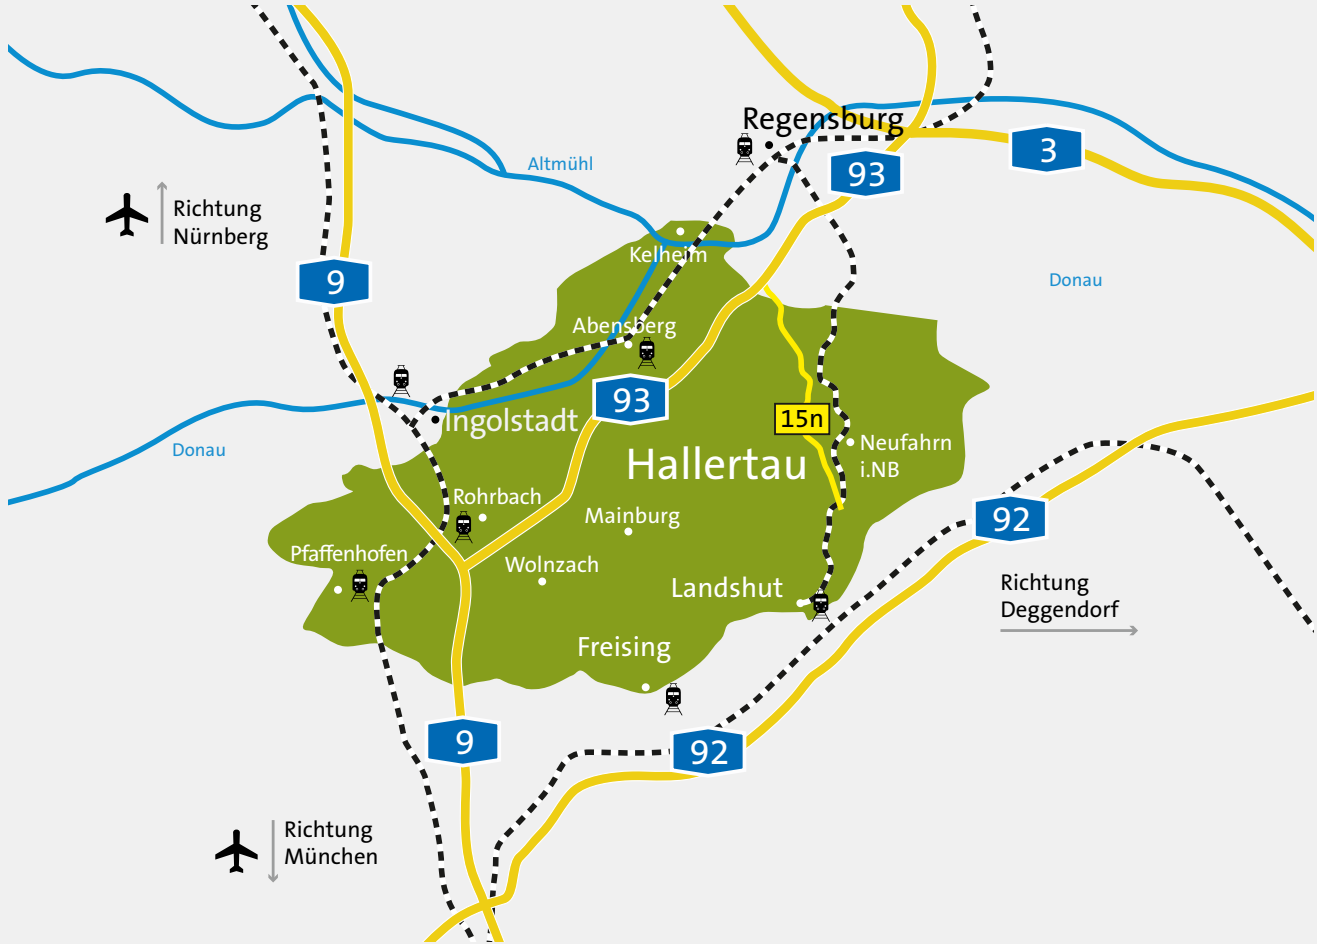 Regensburg
3
Altmühl
93
Richtung
Nürnberg
Kelheim
9
Donau
Abensberg
93
Ingolstadt
15n
Donau
Hallertau
Neufahrn
i.NB
Rohrbach
Mainburg
92
Pfaffenhofen
Wolnzach
Landshut
Richtung
Deggendorf
Freising
9
92
Richtung
München